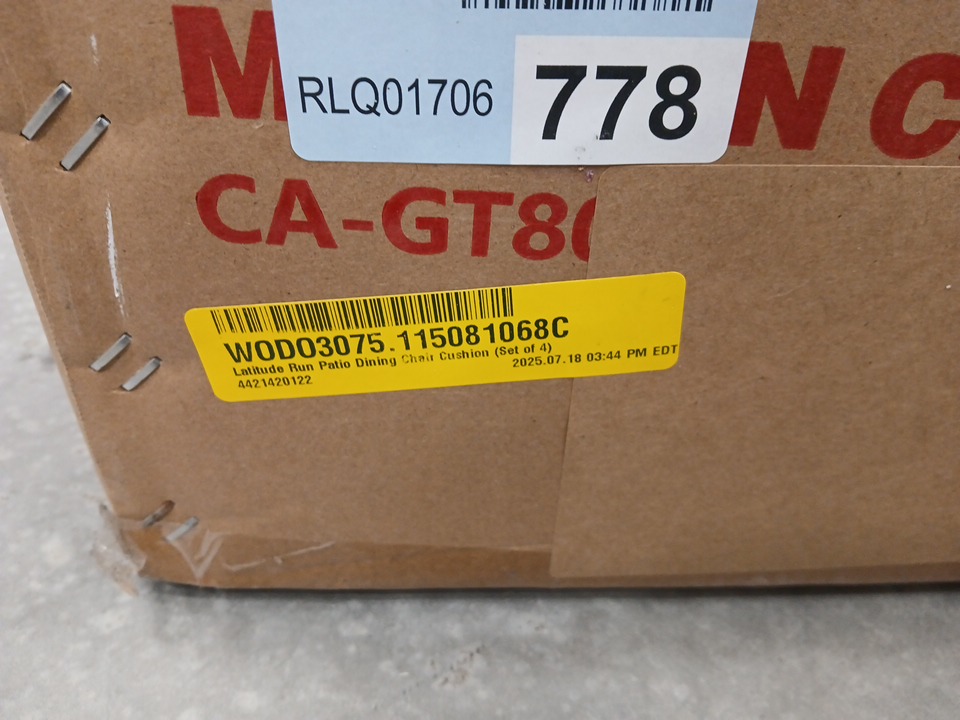 RLQ01706
778
CA-GT8
WODO3075.115081068C
Latitude Run Patio Dining Chair Cushion (Set of 4)
4421420122
2025.07.18 03:44 PM EDT